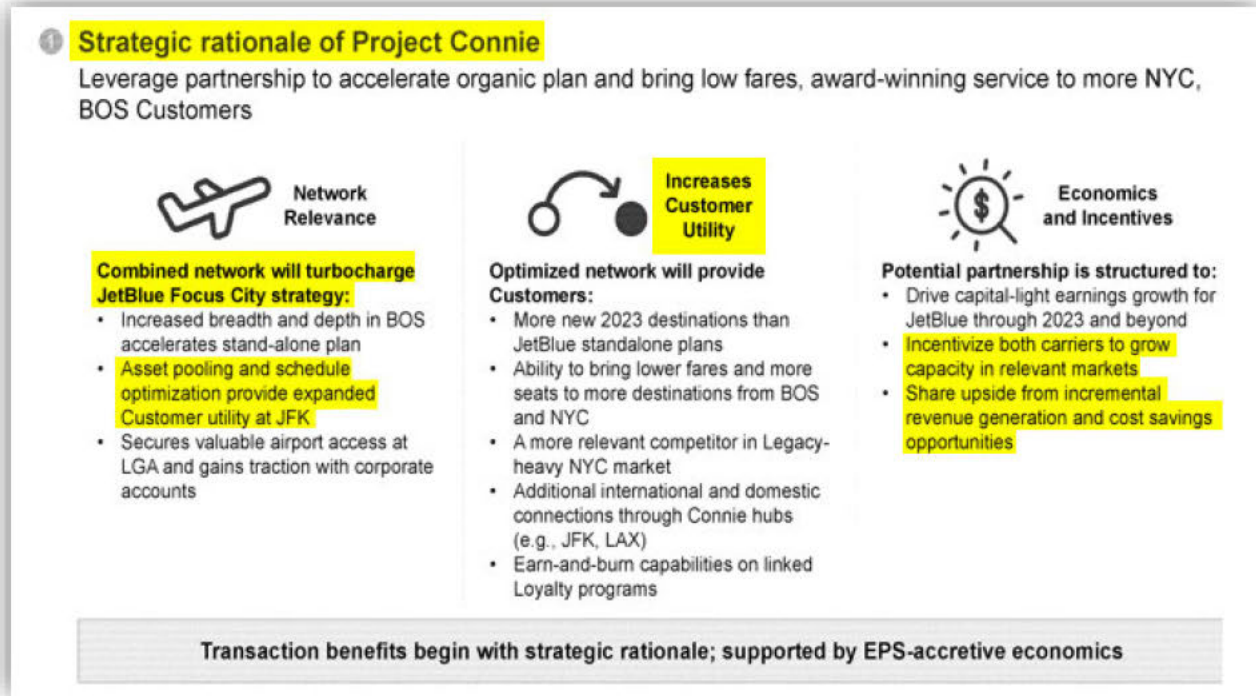 1 Strategic rationale of Project Connie
Leverage partnership to accelerate organic plan and bring low fares, award-winning service to more NYC,
BOS Customers
Network
Relevance
Combined network will turbocharge
JetBlue Focus City strategy:
• Increased breadth and depth in BOS
accelerates stand-alone plan
• Asset pooling and schedule
optimization provide expanded
Customer utility at JFK
• Secures valuable airport access at
LGA and gains traction with corporate
accounts
Increases
Customer
Utility
Optimized network will provide
Customers:
• More new 2023 destinations than
JetBlue standalone plans
• Ability to bring lower fares and more
seats to more destinations from BOS
and NYC
• A more relevant competitor in Legacy-
heavy NYC market
• Additional international and domestic
connections through Connie hubs
(e.g., JFK, LAX)
• Earn-and-burn capabilities on linked
Loyalty programs
$
Economics
and Incentives
Potential partnership is structured to:
• Drive capital-light earnings growth for
JetBlue through 2023 and beyond
• Incentivize both carriers to grow
capacity in relevant markets
• Share upside from incremental
revenue generation and cost savings
opportunities
Transaction benefits begin with strategic rationale; supported by EPS-accretive economics